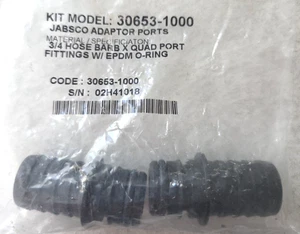 KIT MODEL: 30653-1000
JABSCO ADAPTOR PORTS
MATERIAL / SPECIFICIATON:
3/4 HOSE BARB X QUAD PORT
FITTINGS W/ EPDM O-RING
CODE : 30653-1000
S/N : 02H41018